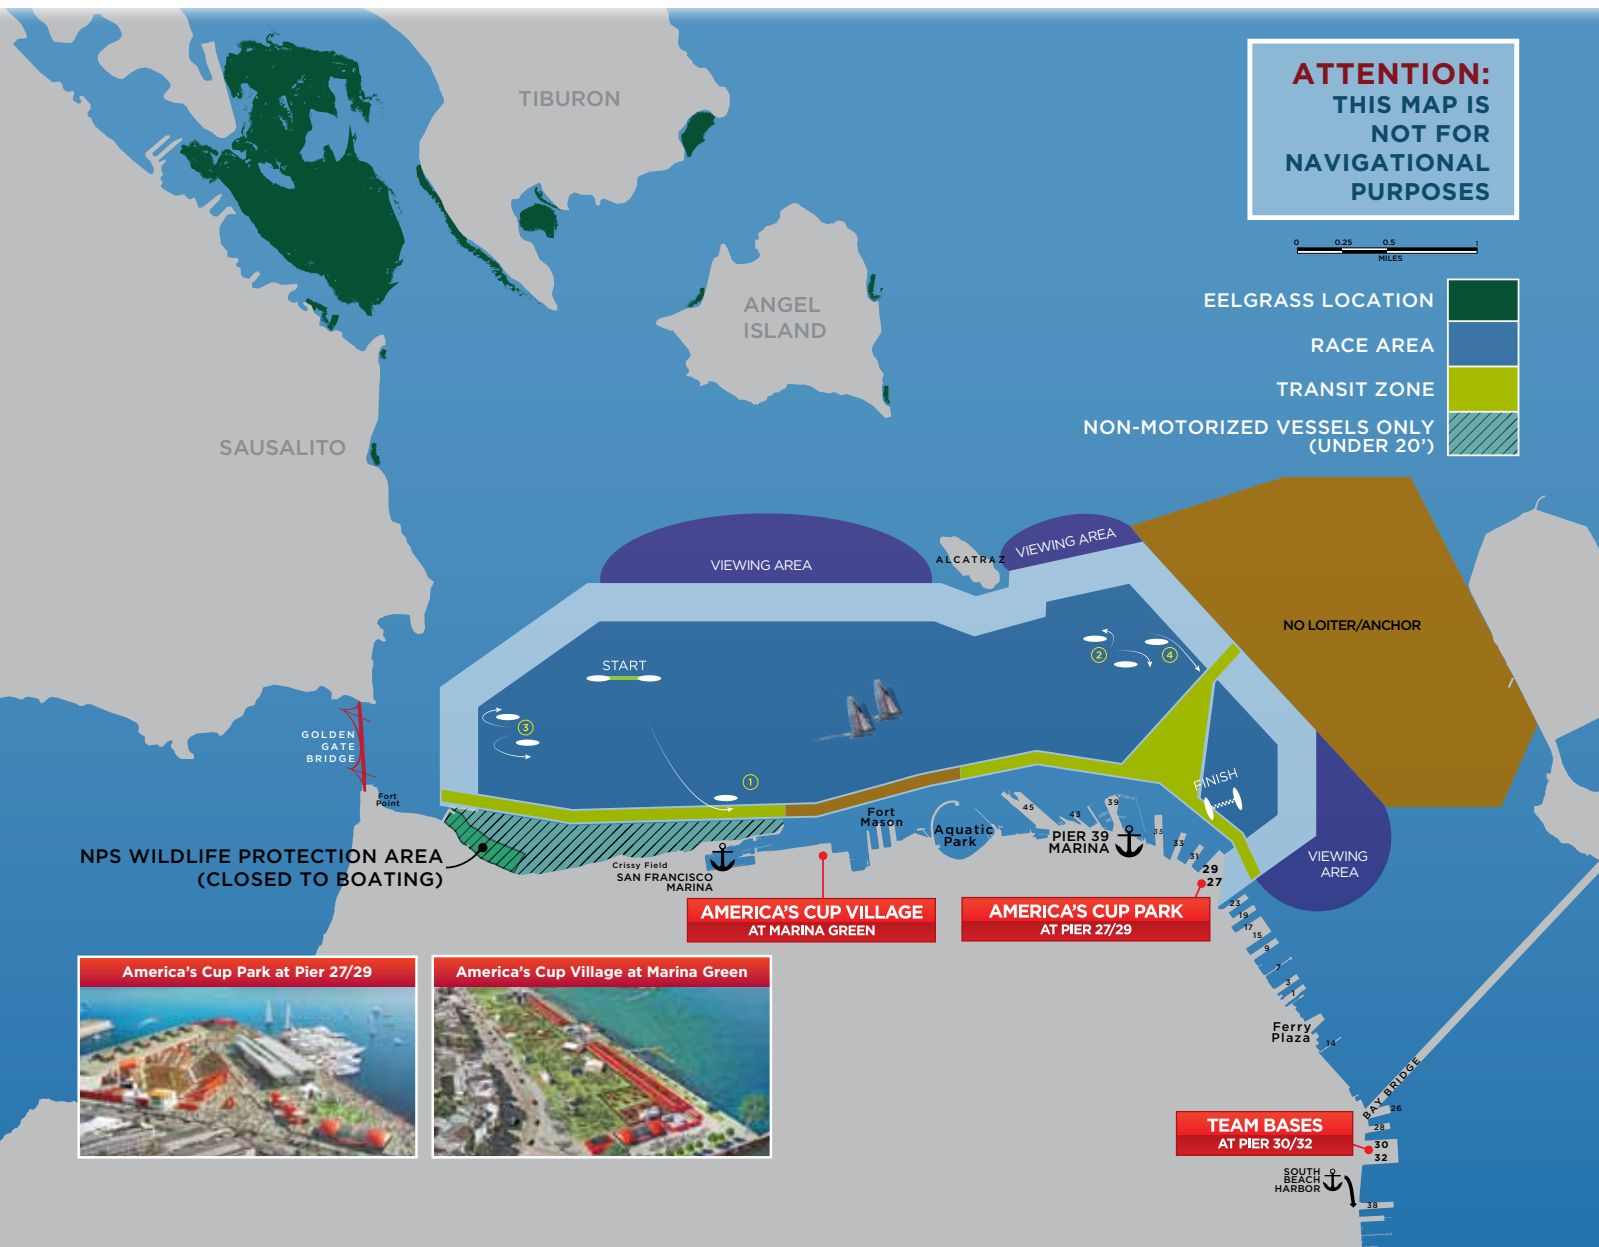 ATTENTION:
THIS MAP IS
NOT FOR
NAVIGATIONAL
PURPOSES
0 0.25 0.5 1
MILES
EELGRASS LOCATION
RACE AREA
TRANSIT ZONE
NON-MOTORIZED VESSELS ONLY
(UNDER 20')
TIBURON
ANGEL
ISLAND
SAUSALITO
VIEWING AREA
ALCATRAZ
VIEWING AREA
NO LOITER/ANCHOR
START
2
4
3
1
GOLDEN
GATE
BRIDGE
Fort
Point
FINISH
VIEWING
AREA
Fort
Mason
Aquatic
Park
45
43
39
PIER 39
MARINA
35
33
31
29
27
NPS WILDLIFE PROTECTION AREA
(CLOSED TO BOATING)
Crissy Field
SAN FRANCISCO
MARINA
AMERICA'S CUP VILLAGE
AT MARINA GREEN
AMERICA'S CUP PARK
AT PIER 27/29
23
19
17
15
9
7
3
1
Ferry
Plaza
14
BAY BRIDGE
26
28
30
32
TEAM BASES
AT PIER 30/32
SOUTH
BEACH
HARBOR
38
America's Cup Park at Pier 27/29
America's Cup Village at Marina Green